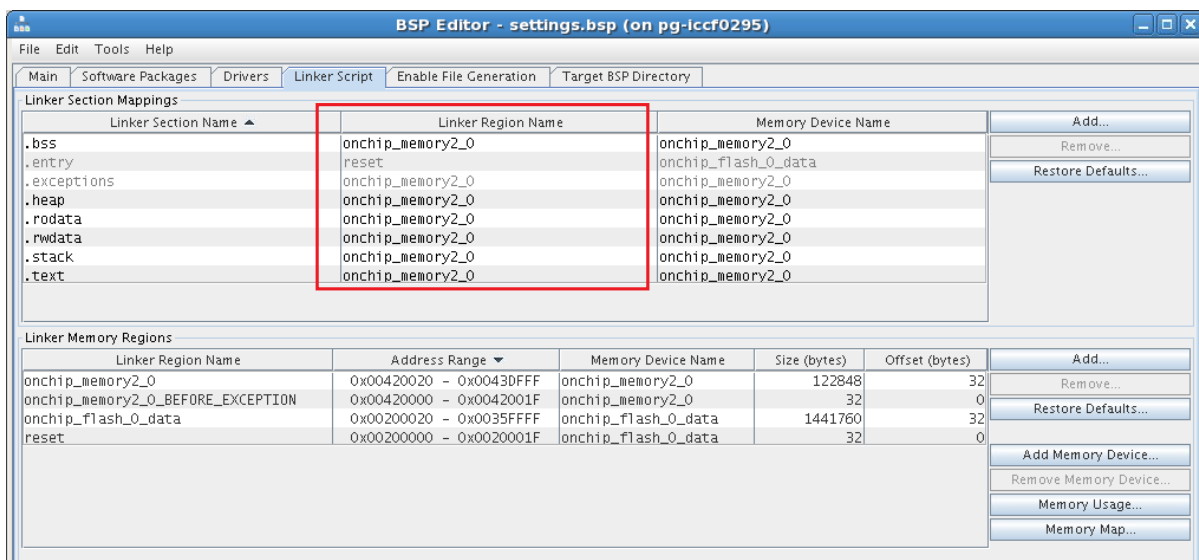 BSP Editor - settings.bsp (on pg-iccf0295)
File Edit Tools Help
Main Software Packages Drivers Linker Script Enable File Generation Target BSP Directory
Linker Section Mappings
Linker Section Name Linker Region Name Memory Device Name Add...
.bss onchip_memory2_0 onchip_memory2_0
Remove...
.entry reset onchip_flash_0_data
Restore Defaults...
.exceptions onchip_memory2_0 onchip_memory2_0
.heap onchip_memory2_0 onchip_memory2_0
.rodata onchip_memory2_0 onchip_memory2_0
.rwdata onchip_memory2_0 onchip_memory2_0
.stack onchip_memory2_0 onchip_memory2_0
.text onchip_memory2_0 onchip_memory2_0
Linker Memory Regions
Linker Region Name Address Range Memory Device Name Size (bytes) Offset (bytes) Add...
onchip_memory2_0 0x00420020 - 0x0043DFFF onchip_memory2_0 122848 32
Remove...
onchip_memory2_0_BEFORE_EXCEPTION 0x00420000 - 0x0042001F onchip_memory2_0 32 0
Restore Defaults...
onchip_flash_0_data 0x00200020 - 0x0035FFFF onchip_flash_0_data 1441760 32
reset 0x00200000 - 0x0020001F onchip_flash_0_data 32 0
Add Memory Device...
Remove Memory Device...
Memory Usage...
Memory Map...